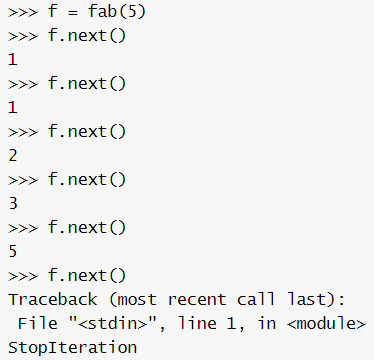 >>> f = fab(5)
>>> f.next()
1
>>> f.next()
1
>>> f.next()
2
>>> f.next()
3
>>> f.next()
5
>>> f.next()
Traceback (most recent call last):
 File "<stdin>", line 1, in <module>
StopIteration